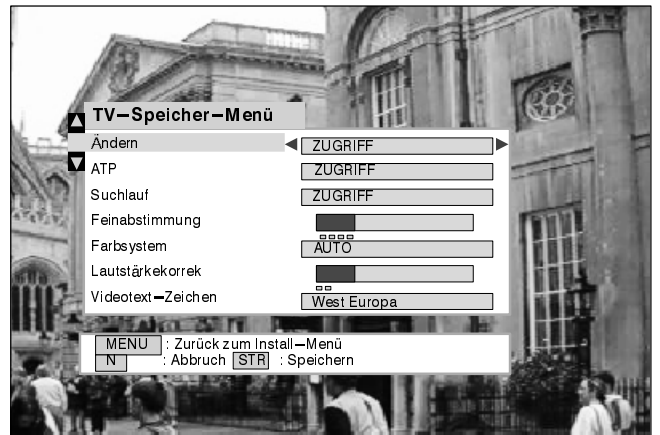 TV–Speicher–Menü
Ändern ZUGRIFF
ATP ZUGRIFF
Suchlauf ZUGRIFF
Feinabstimmung
Farbsystem AUTO
Lautstärkekorrek
Videotext–Zeichen West Europa
MENU : Zurück zum Install–Menü
N : Abbruch STR : Speichern